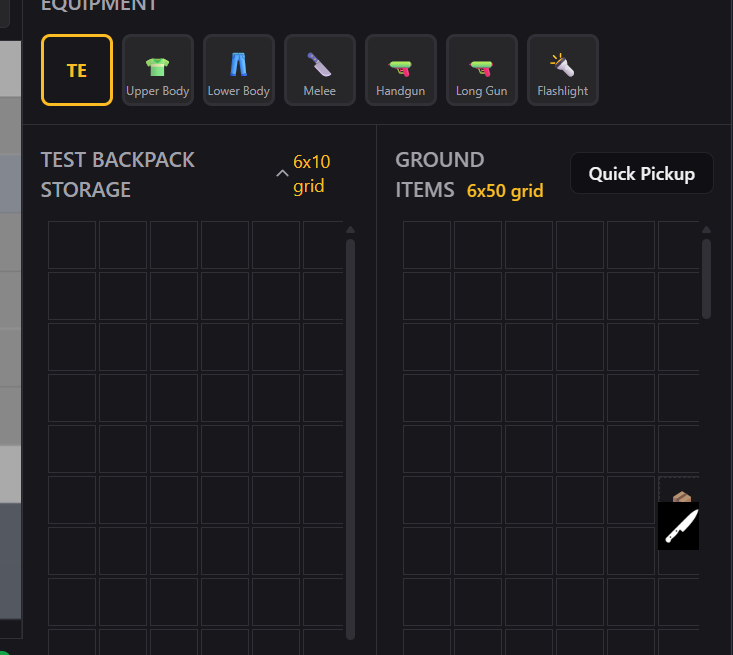 EQUIPMENT
TE
Upper Body
Lower Body
Melee
Handgun
Long Gun
Flashlight
TEST BACKPACK
STORAGE
6x10
grid
GROUND
ITEMS 6x50 grid
Quick Pickup